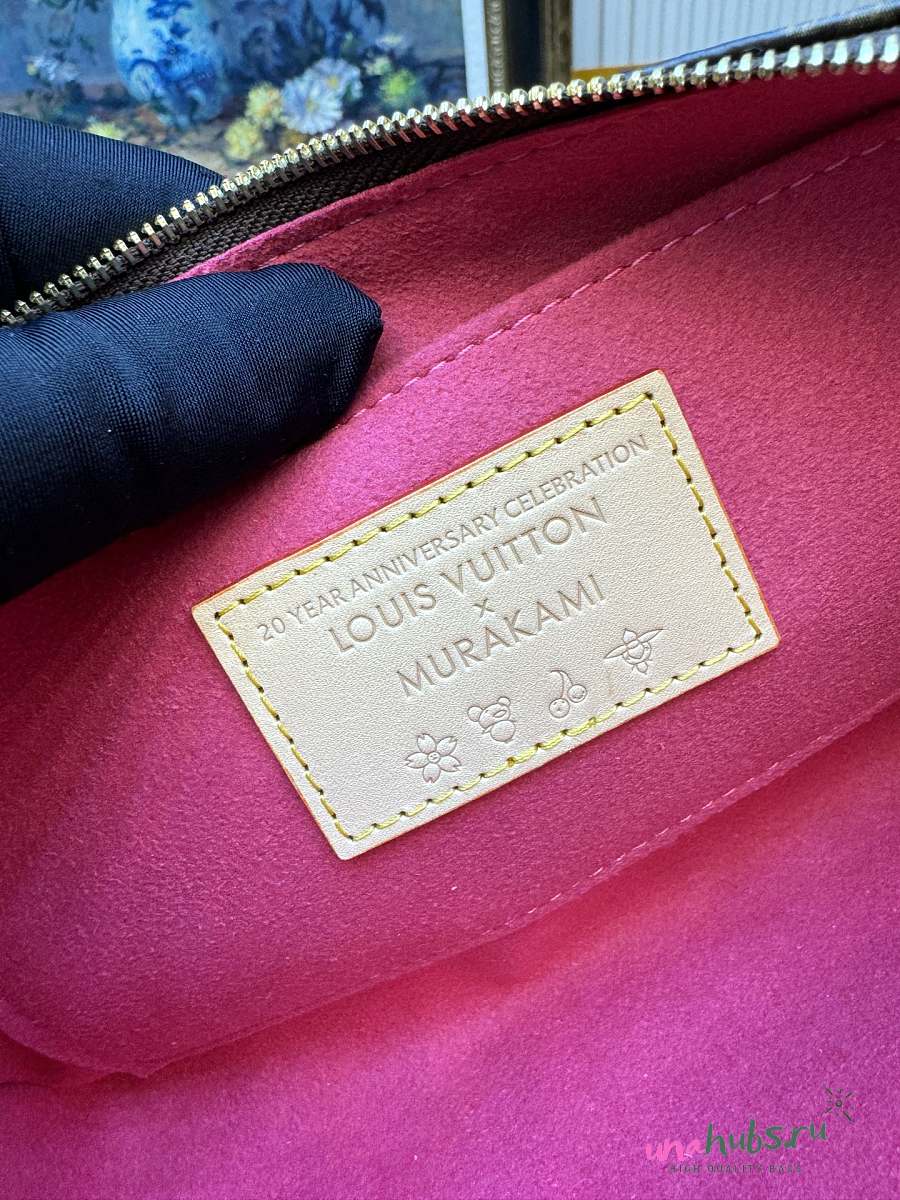 20 YEAR ANNIVERSARY CELEBRATION
LOUIS VUITTON
x
MURAKAMI
unahubs.ru
HIGH QUALITY BAGS